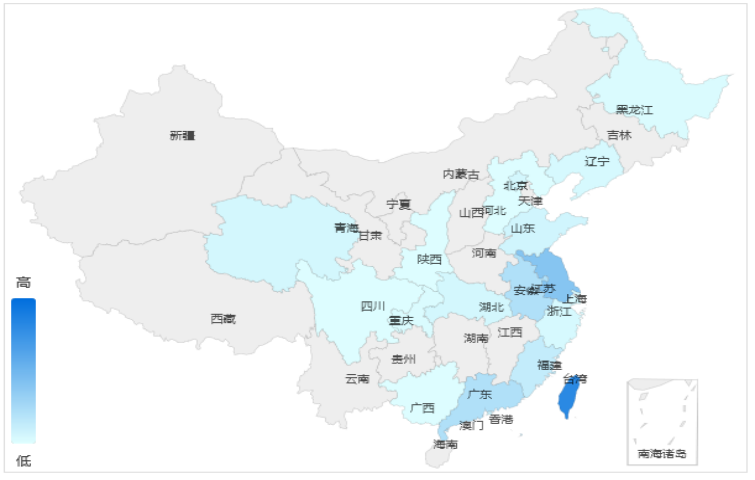 黑龙江
吉林
新疆
辽宁
内蒙古
北京
天津
宁夏
山西
河北
青海
甘肃
山东
陕西
河南
高
安徽
江苏
上海
四川
湖北
浙江
西藏
重庆
湖南
江西
贵州
福建
云南
台湾
广东
广西
香港
澳门
海南
南海诸岛
低